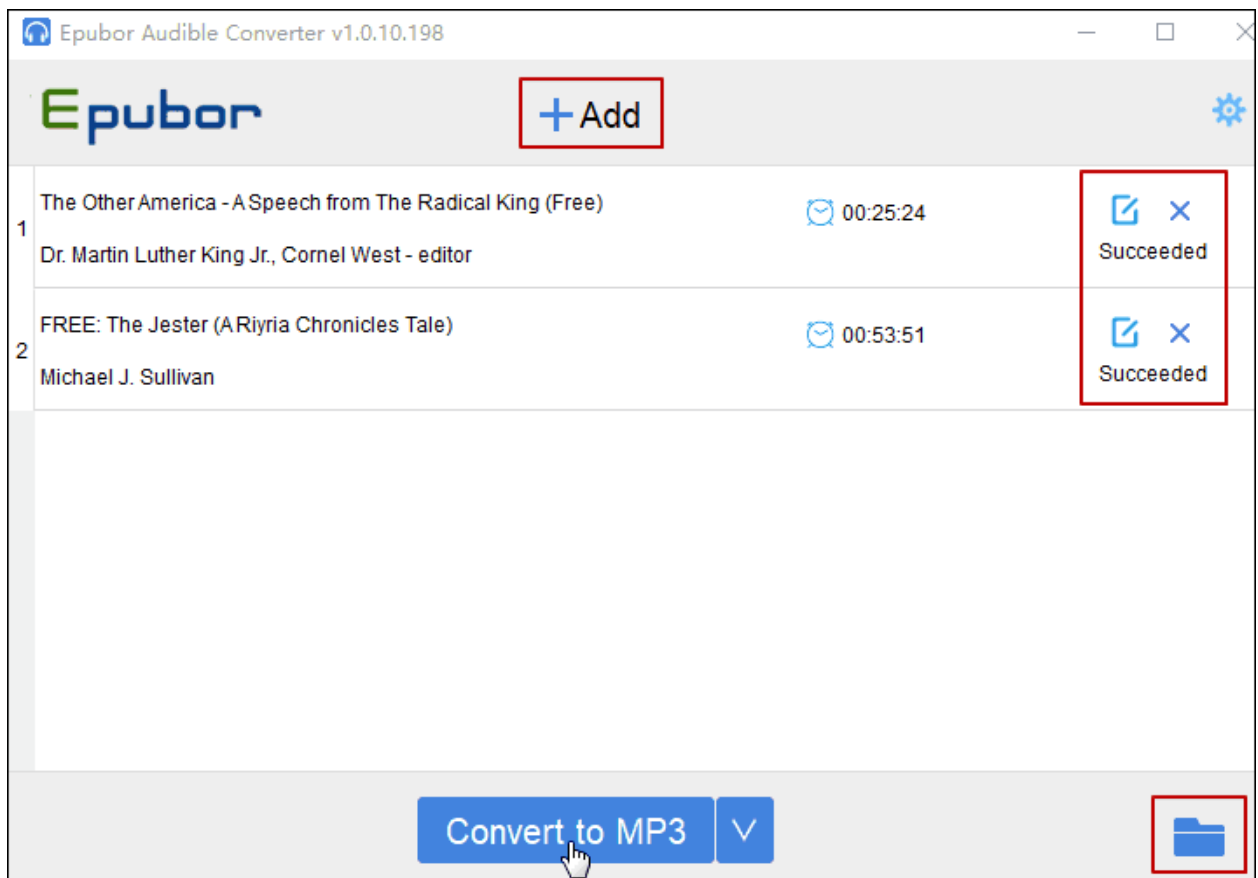 Epubor Audible Converter v1.0.10.198
Epubor
+ Add
1
The Other America - A Speech from The Radical King (Free)
Dr. Martin Luther King Jr., Cornel West - editor
00:25:24
Succeeded
2
FREE: The Jester (A Riyria Chronicles Tale)
Michael J. Sullivan
00:53:51
Succeeded
Convert to MP3